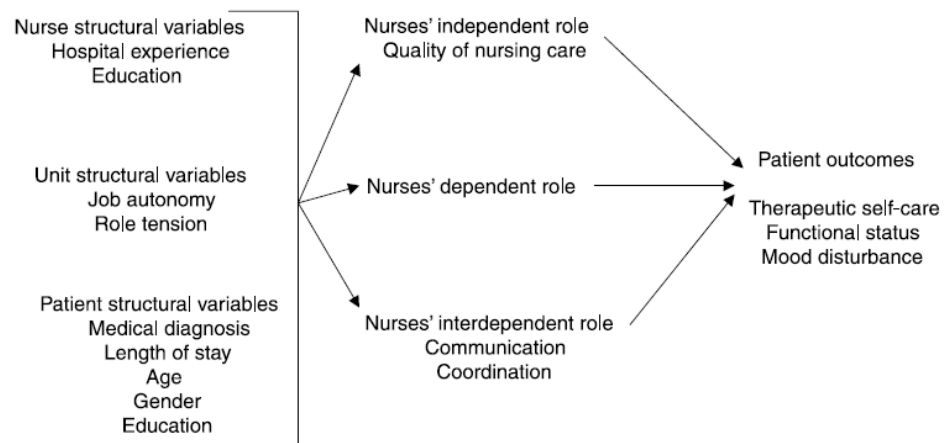 Nurse structural variables
Hospital experience
Education
Unit structural variables
Job autonomy
Role tension
Patient structural variables
Medical diagnosis
Length of stay
Age
Gender
Education
Nurses' independent role
Quality of nursing care
Nurses' dependent role
Nurses' interdependent role
Communication
Coordination
Patient outcomes
Therapeutic self-care
Functional status
Mood disturbance